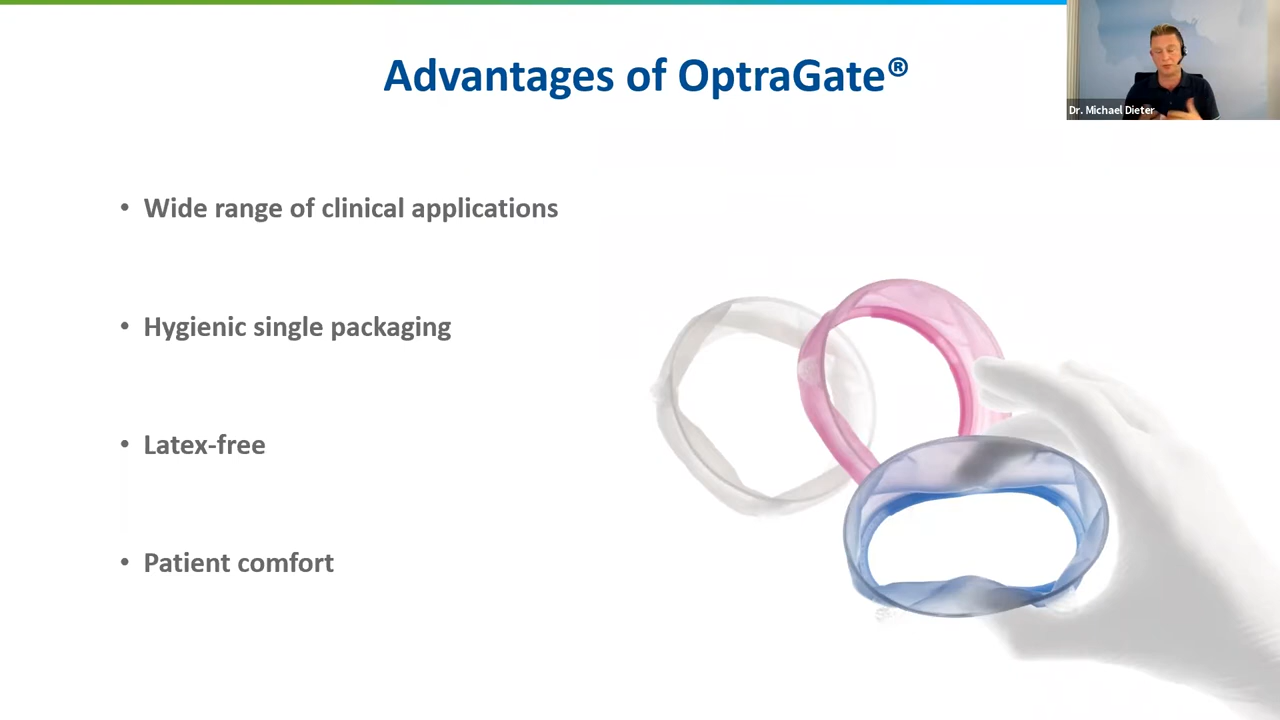 Advantages of OptraGate®
Dr. Michael Dieter
• Wide range of clinical applications
• Hygienic single packaging
• Latex-free
• Patient comfort